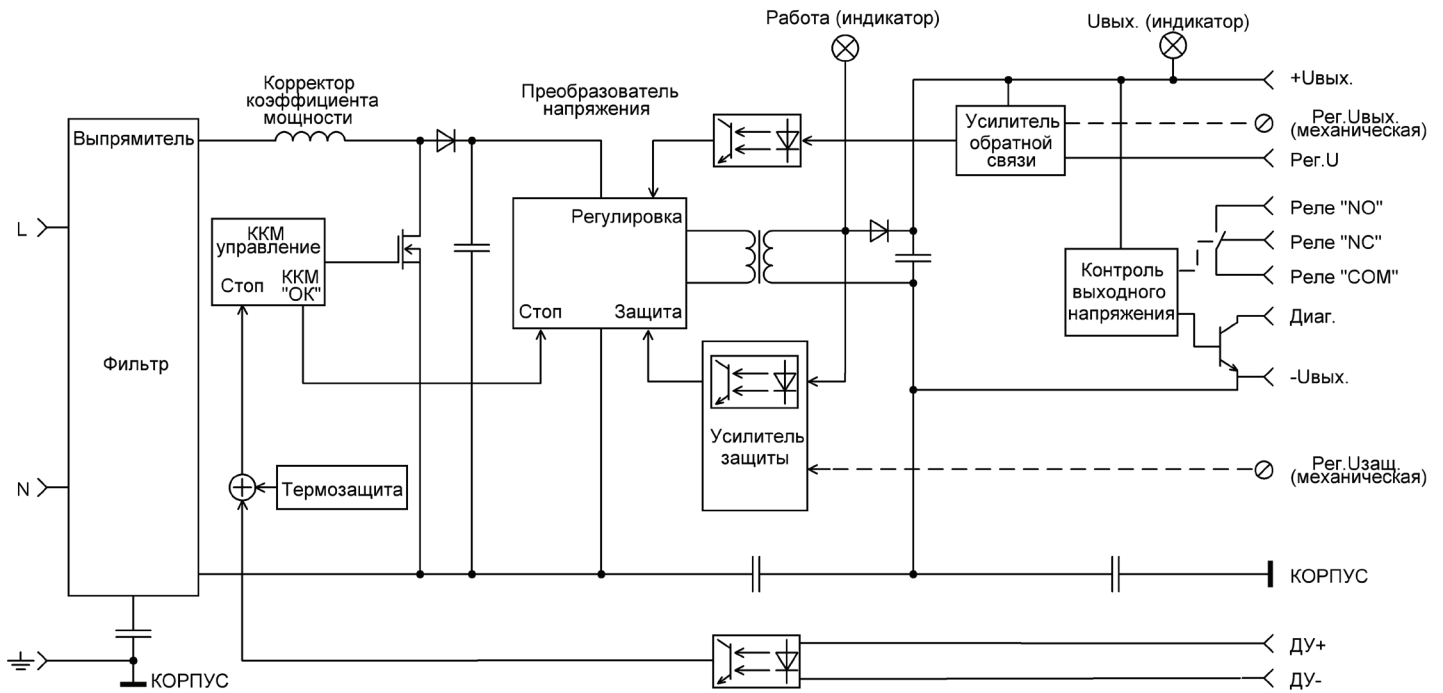 Работа (индикатор)
Uвых. (индикатор)
Корректор
коэффициента
мощности
Преобразователь
напряжения
+Uвых.
Рег.Uвых.
(механическая)
Рег.U
Выпрямитель
Усилитель
обратной
связи
Регулировка
Реле "NO"
Реле "NC"
Реле "COM"
L
ККМ
управление
Стоп
ККМ
"ОК"
Стоп
Защита
Контроль
выходного
напряжения
Диаг.
-Uвых.
Фильтр
Усилитель
защиты
Рег.Uзащ.
(механическая)
N
Термозащита
КОРПУС
ДУ+
ДУ-
КОРПУС